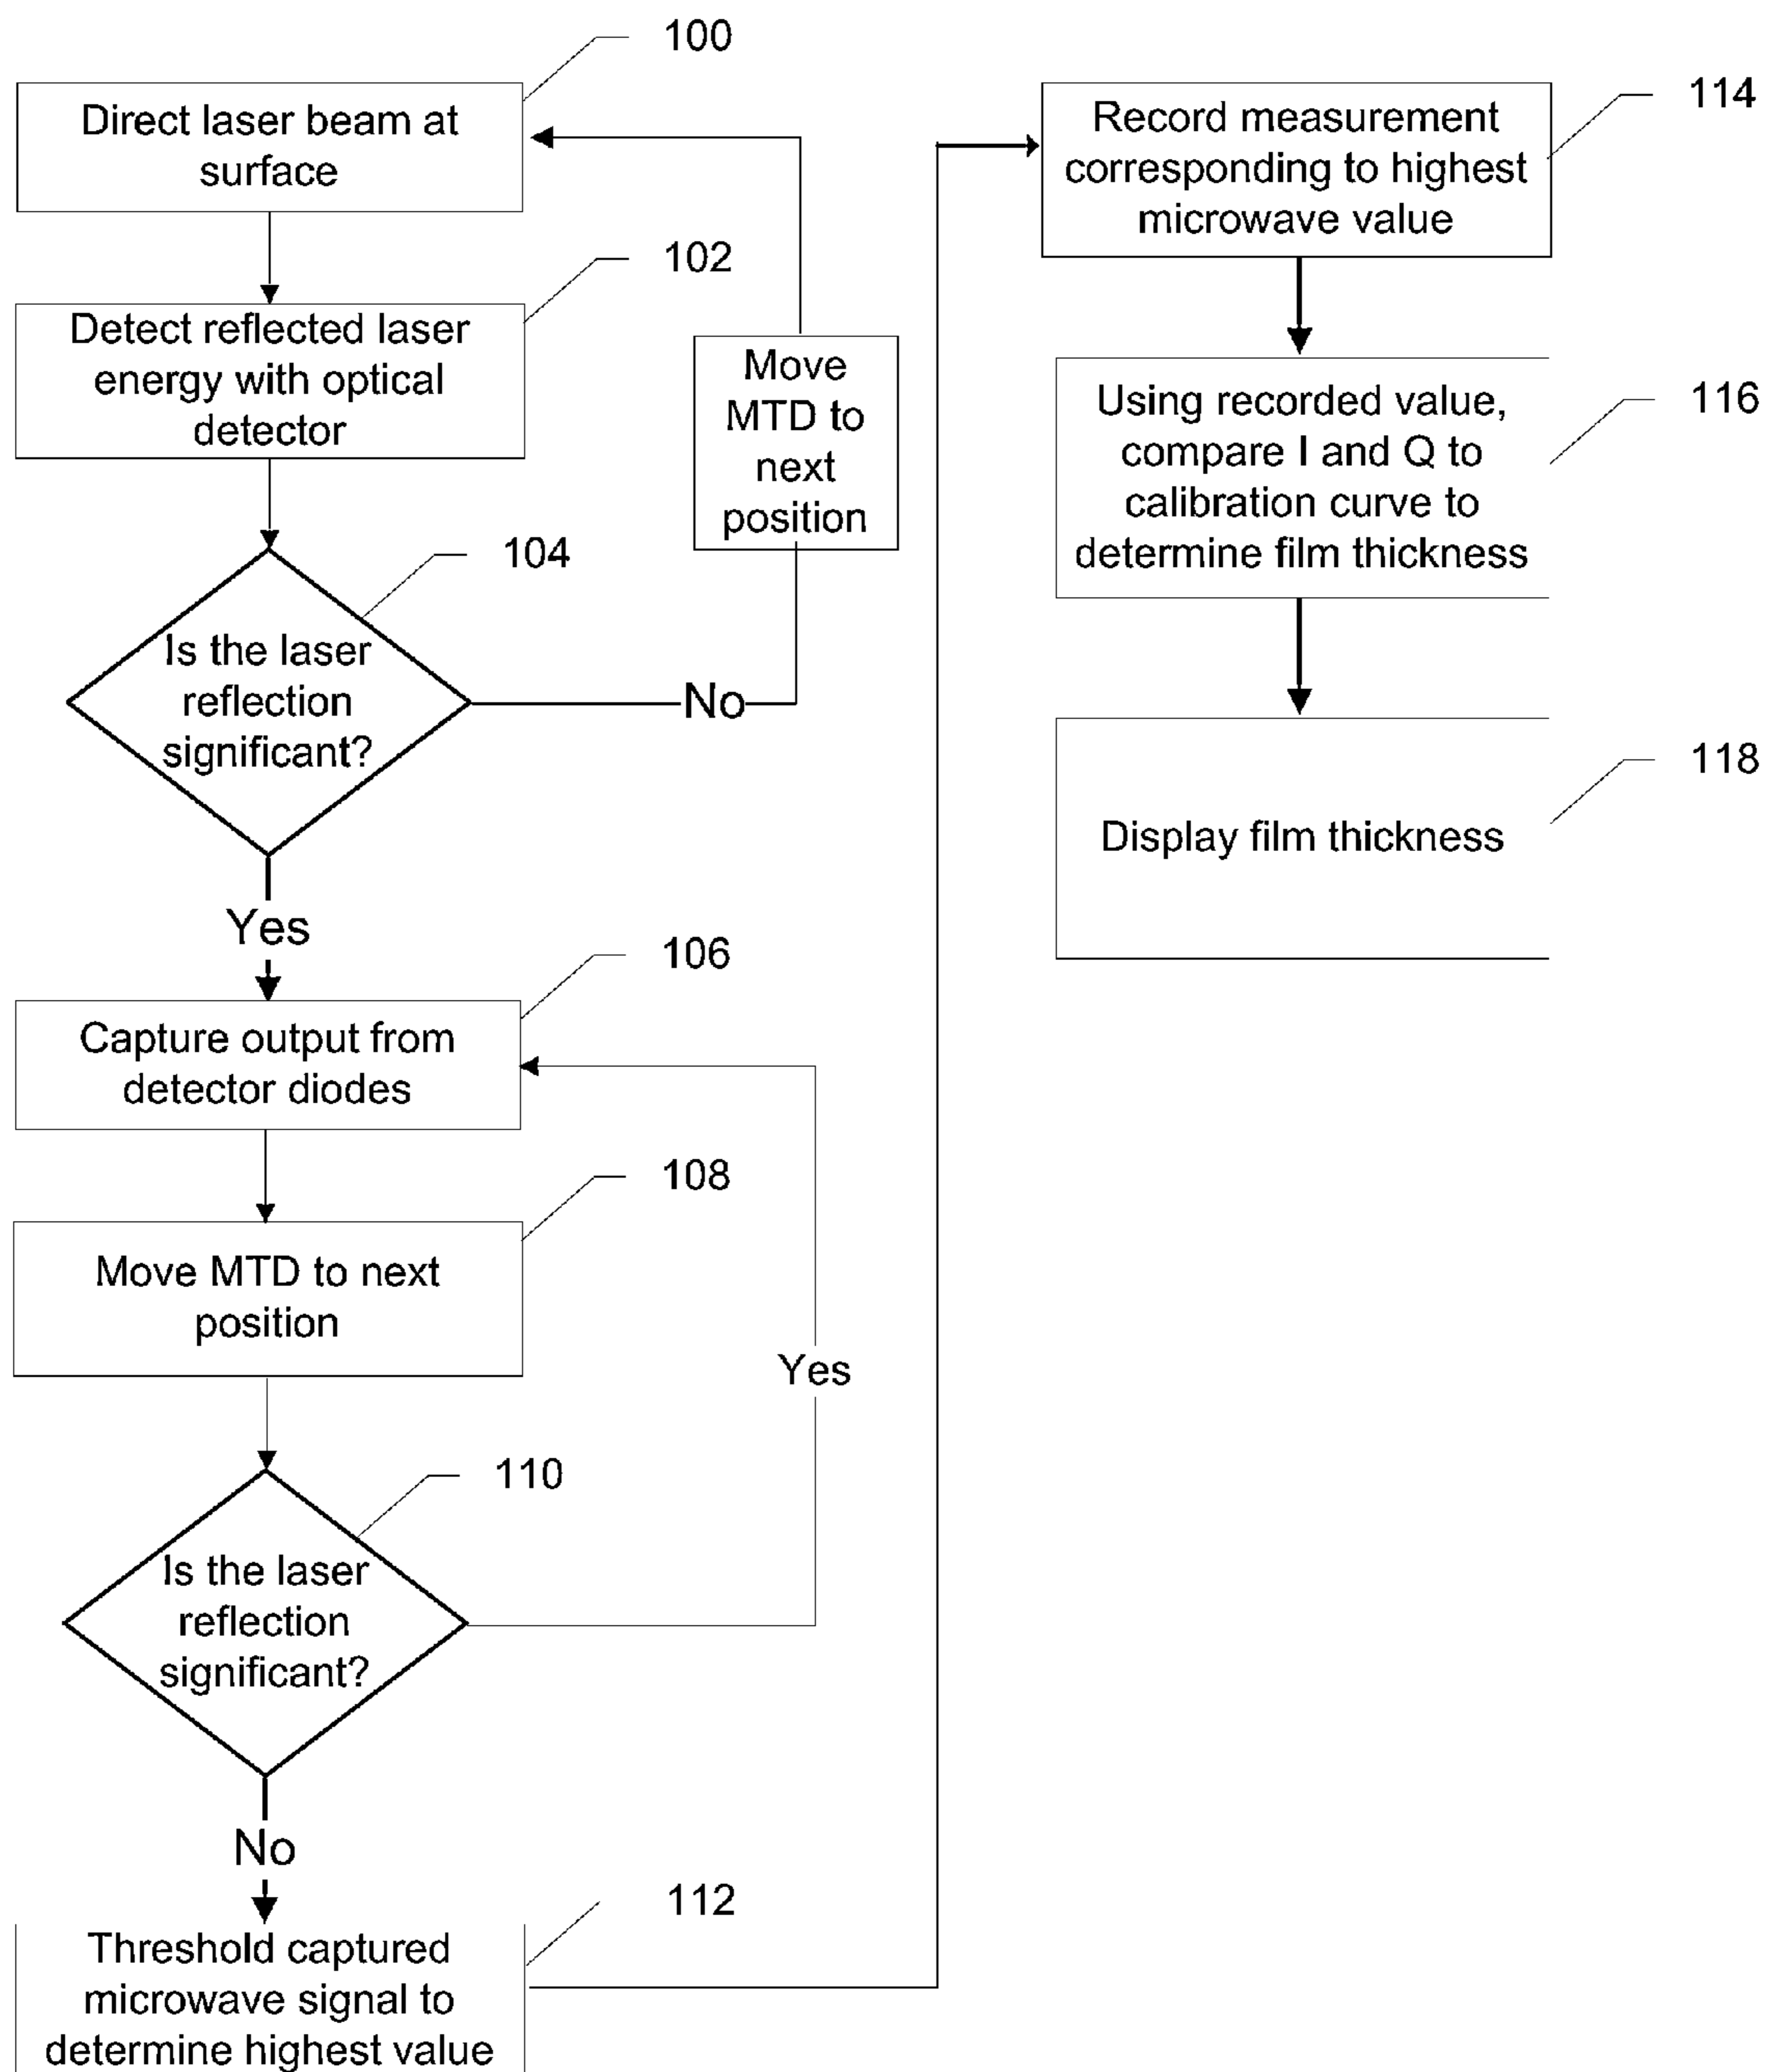 100
Direct laser beam at
surface
102
Detect reflected laser
energy with optical
detector
Move
MTD to
next
position
104
Is the laser
reflection
significant?
No
Yes
106
Capture output from
detector diodes
108
Move MTD to next
position
Yes
110
Is the laser
reflection
significant?
No
112
Threshold captured
microwave signal to
determine highest value
114
Record measurement
corresponding to highest
microwave value
116
Using recorded value,
compare I and Q to
calibration curve to
determine film thickness
118
Display film thickness